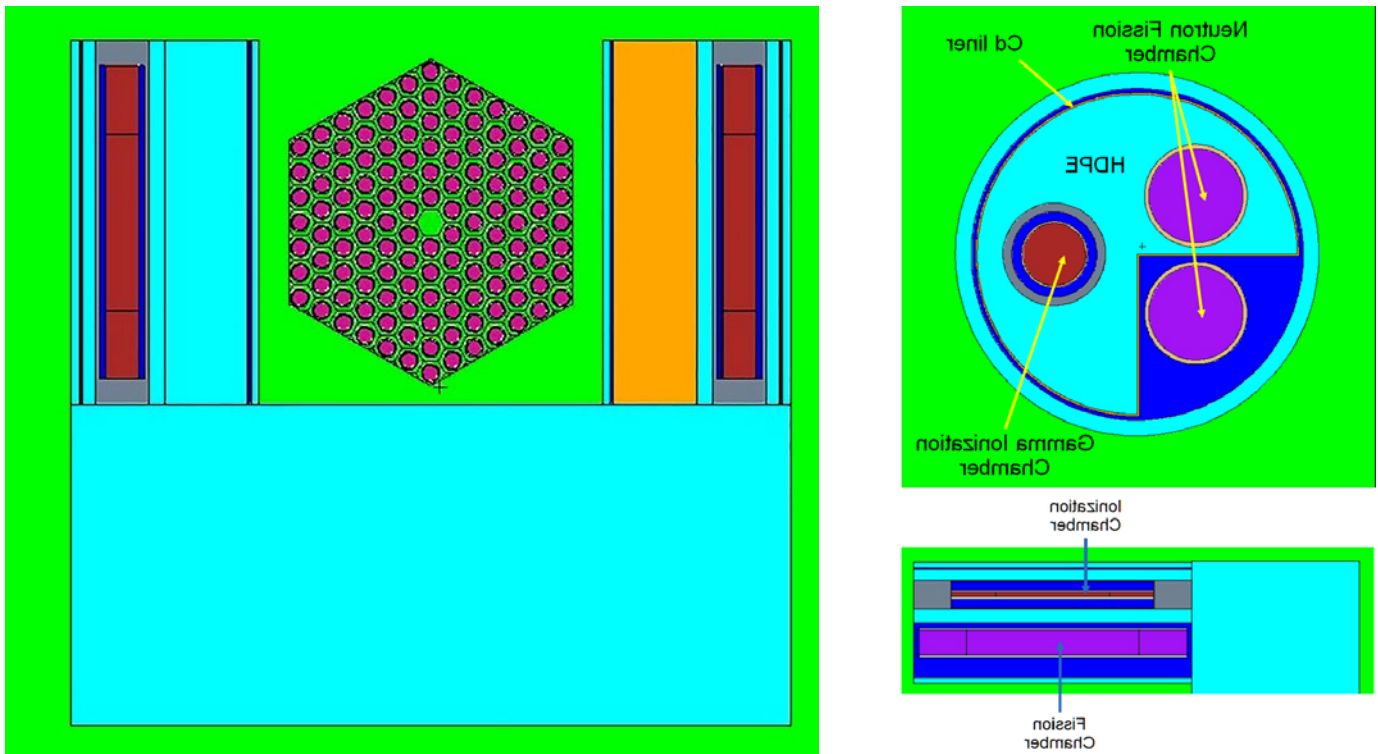 Neutron Fission
Chamber
Cd liner
HDPE
Gamma Ionization
Chamber
Ionization
Chamber
Fission
Chamber